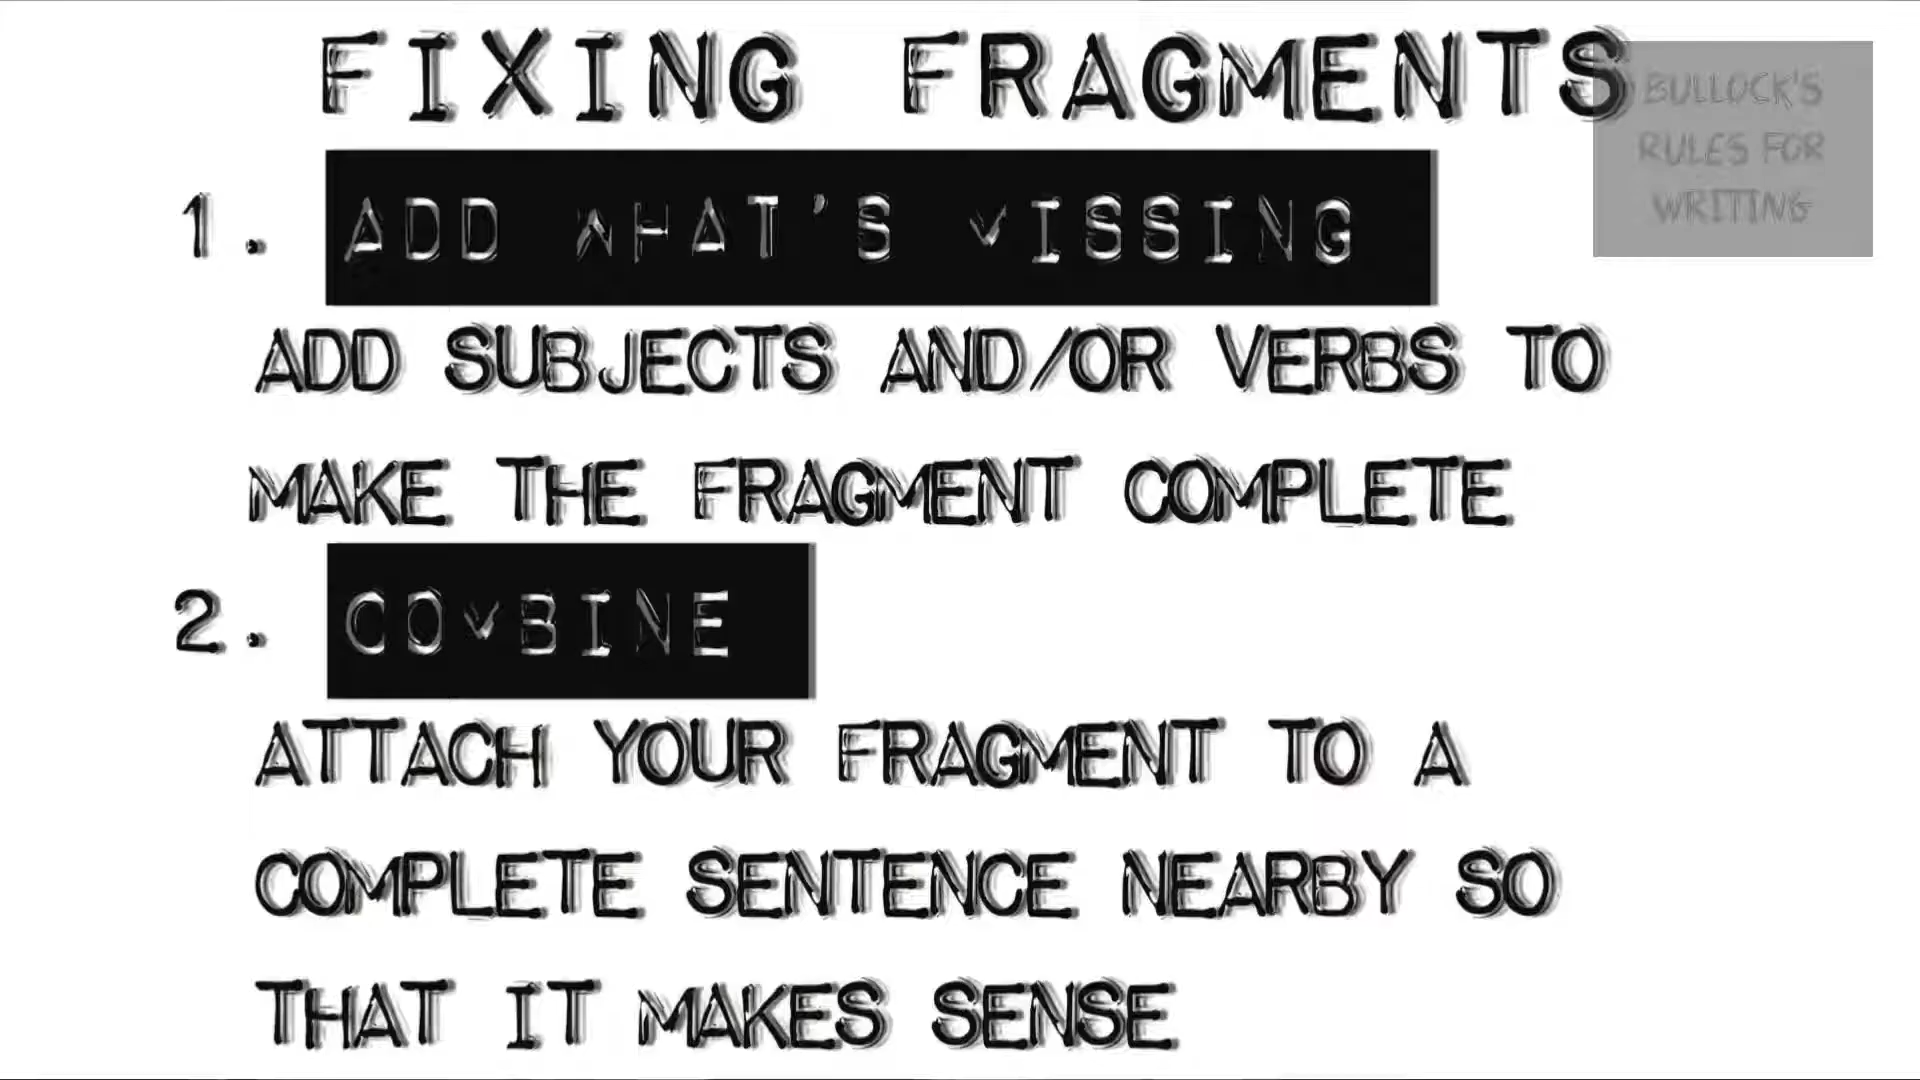 FIXING FRAGMENTS
BULLOCK'S
RULES FOR
WRITING
1. ADD WHAT'S MISSING
ADD SUBJECTS AND/OR VERBS TO
MAKE THE FRAGMENT COMPLETE
2. COMBINE
ATTACH YOUR FRAGMENT TO A
COMPLETE SENTENCE NEARBY SO
THAT IT MAKES SENSE